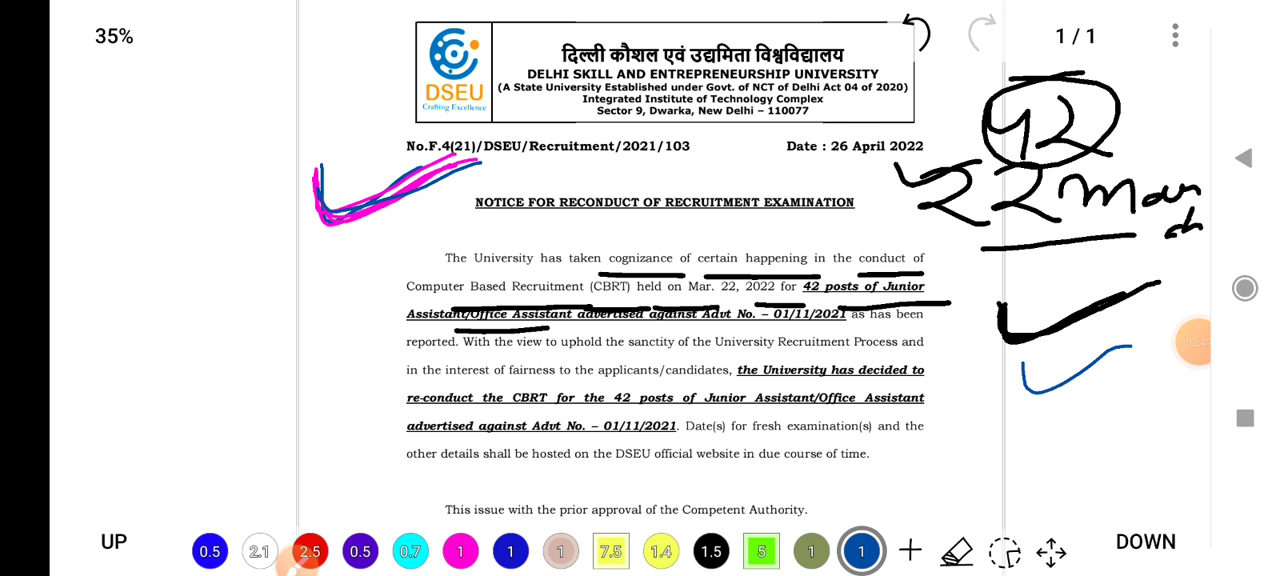 35%
1 / 1
DSEU
Crafting Excellence
दिल्ली कौशल एवं उद्यमिता विश्वविद्यालय
DELHI SKILL AND ENTREPRENEURSHIP UNIVERSITY
(A State University Established under Govt. of NCT of Delhi Act 04 of 2020)
Integrated Institute of Technology Complex
Sector 9, Dwarka, New Delhi – 110077
42
No.F.4(21)/DSEU/Recruitment/2021/103 Date : 26 April 2022
22 March
NOTICE FOR RECONDUCT OF RECRUITMENT EXAMINATION
The University has taken cognizance of certain happening in the conduct of
Computer Based Recruitment (CBRT) held on Mar. 22, 2022 for 42 posts of Junior
Assistant/Office Assistant advertised against Advt No. – 01/11/2021 as has been
reported. With the view to uphold the sanctity of the University Recruitment Process and
in the interest of fairness to the applicants/candidates, the University has decided to
re-conduct the CBRT for the 42 posts of Junior Assistant/Office Assistant
advertised against Advt No. – 01/11/2021. Date(s) for fresh examination(s) and the
other details shall be hosted on the DSEU official website in due course of time.
This issue with the prior approval of the Competent Authority.
UP 0.5 2.1 2.5 0.5 0.7 1 1 1 7.5 1.4 1.5 5 1 1 DOWN